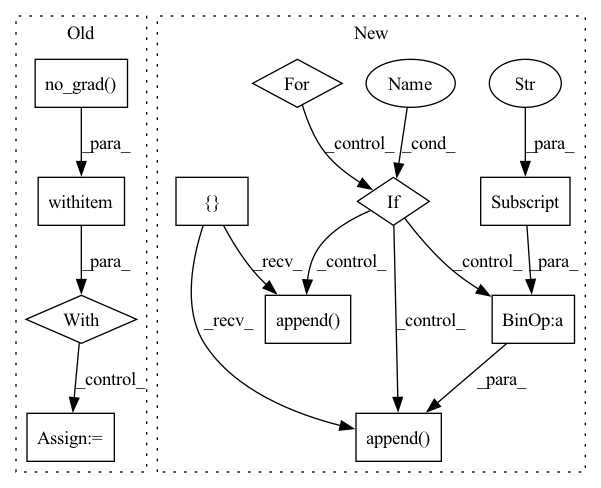 Old
New
no_grad()
For
Name
Str
_para_
_control_
_cond_
_para_
withitem
{}
If
Subscript
_para_
_recv_
_control_
_control_
_para_
With
append()
BinOp:a
_recv_
_control_
_control_
_para_
Assign:=
append()